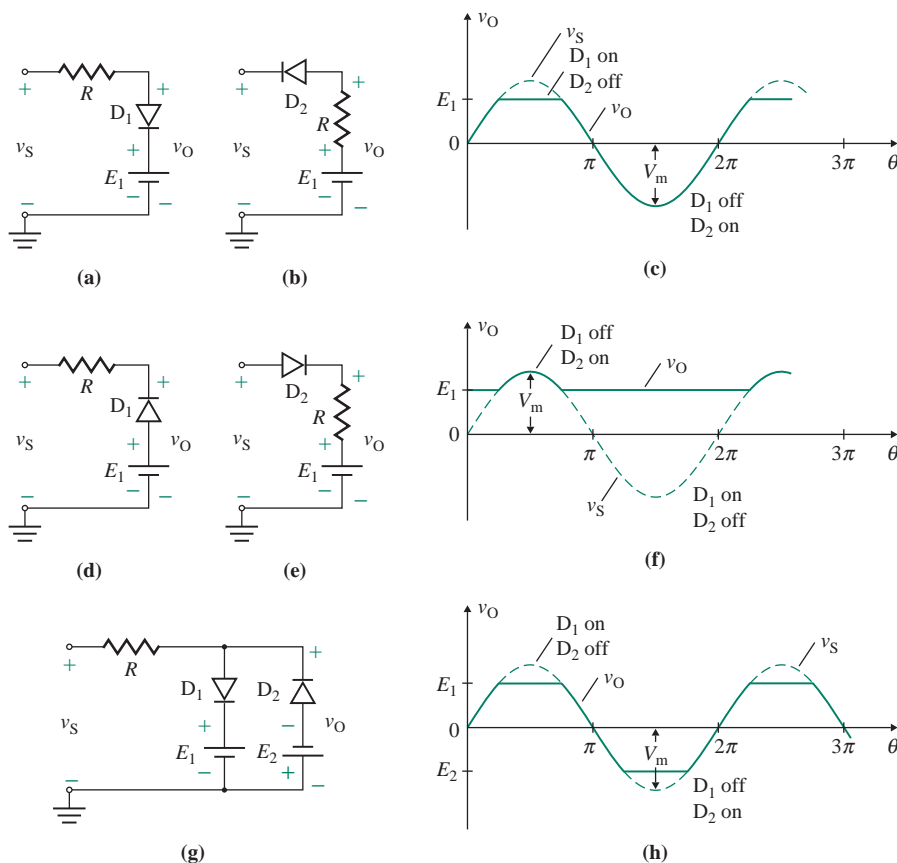 + R + D₁ + vₛ vₒ E₁ − − −
(a)
+ D₂ + R + vₛ vₒ E₁ − − −
(b)
vₒ
vₛ
D₁ on
D₂ off
E₁
vₒ
0 π 2π 3π θ
Vₘ
D₁ off
D₂ on
(c)
+ R + D₁ + vₛ vₒ E₁ − − −
(d)
+ D₂ + R + vₒ E₁ − − −
(e)
vₒ
D₁ off
D₂ on
E₁
vₒ
Vₘ
0 π 2π 3π θ
vₛ
D₁ on
D₂ off
(f)
+ R +
D₁ D₂
+ −
vₛ E₁ E₂ vₒ
− − + −
(g)
vₒ
D₁ on
D₂ off
vₛ
E₁
vₒ
0 π 2π 3π θ
Vₘ
E₂
D₁ off
D₂ on
(h)